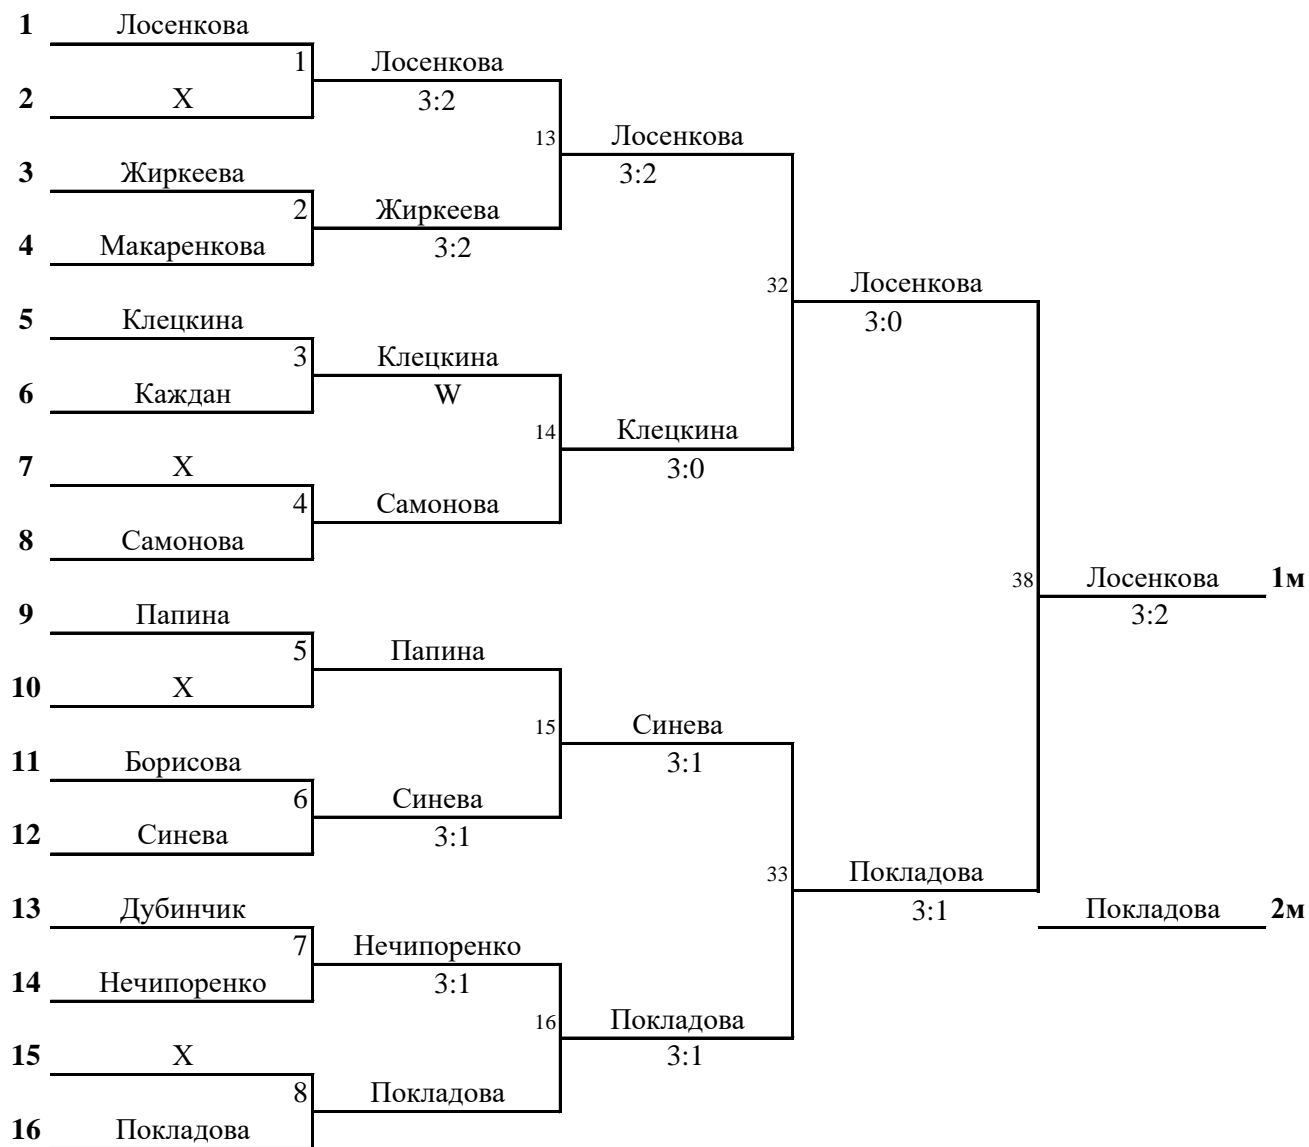 1 Лосенкова
1 Лосенкова
2 X 3:2
13 Лосенкова
3 Жиркеева 3:2
2 Жиркеева
4 Макаренкова 3:2
32 Лосенкова
5 Клецкина 3:0
3 Клецкина
6 Каждан W
14 Клецкина
7 X 3:0
4 Самонова
8 Самонова
38 Лосенкова 1м
9 Папина 3:2
5 Папина
10 X
15 Синева
11 Борисова 3:1
6 Синева
12 Синева 3:1
33 Покладова
13 Дубинчик 3:1 Покладова 2м
7 Нечипоренко
14 Нечипоренко 3:1
16 Покладова
15 X 3:1
8 Покладова
16 Покладова